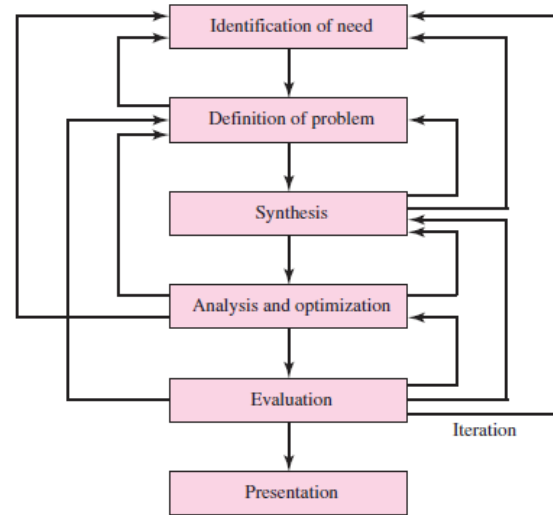 Identification of need
Definition of problem
Synthesis
Analysis and optimization
Evaluation
Iteration
Presentation